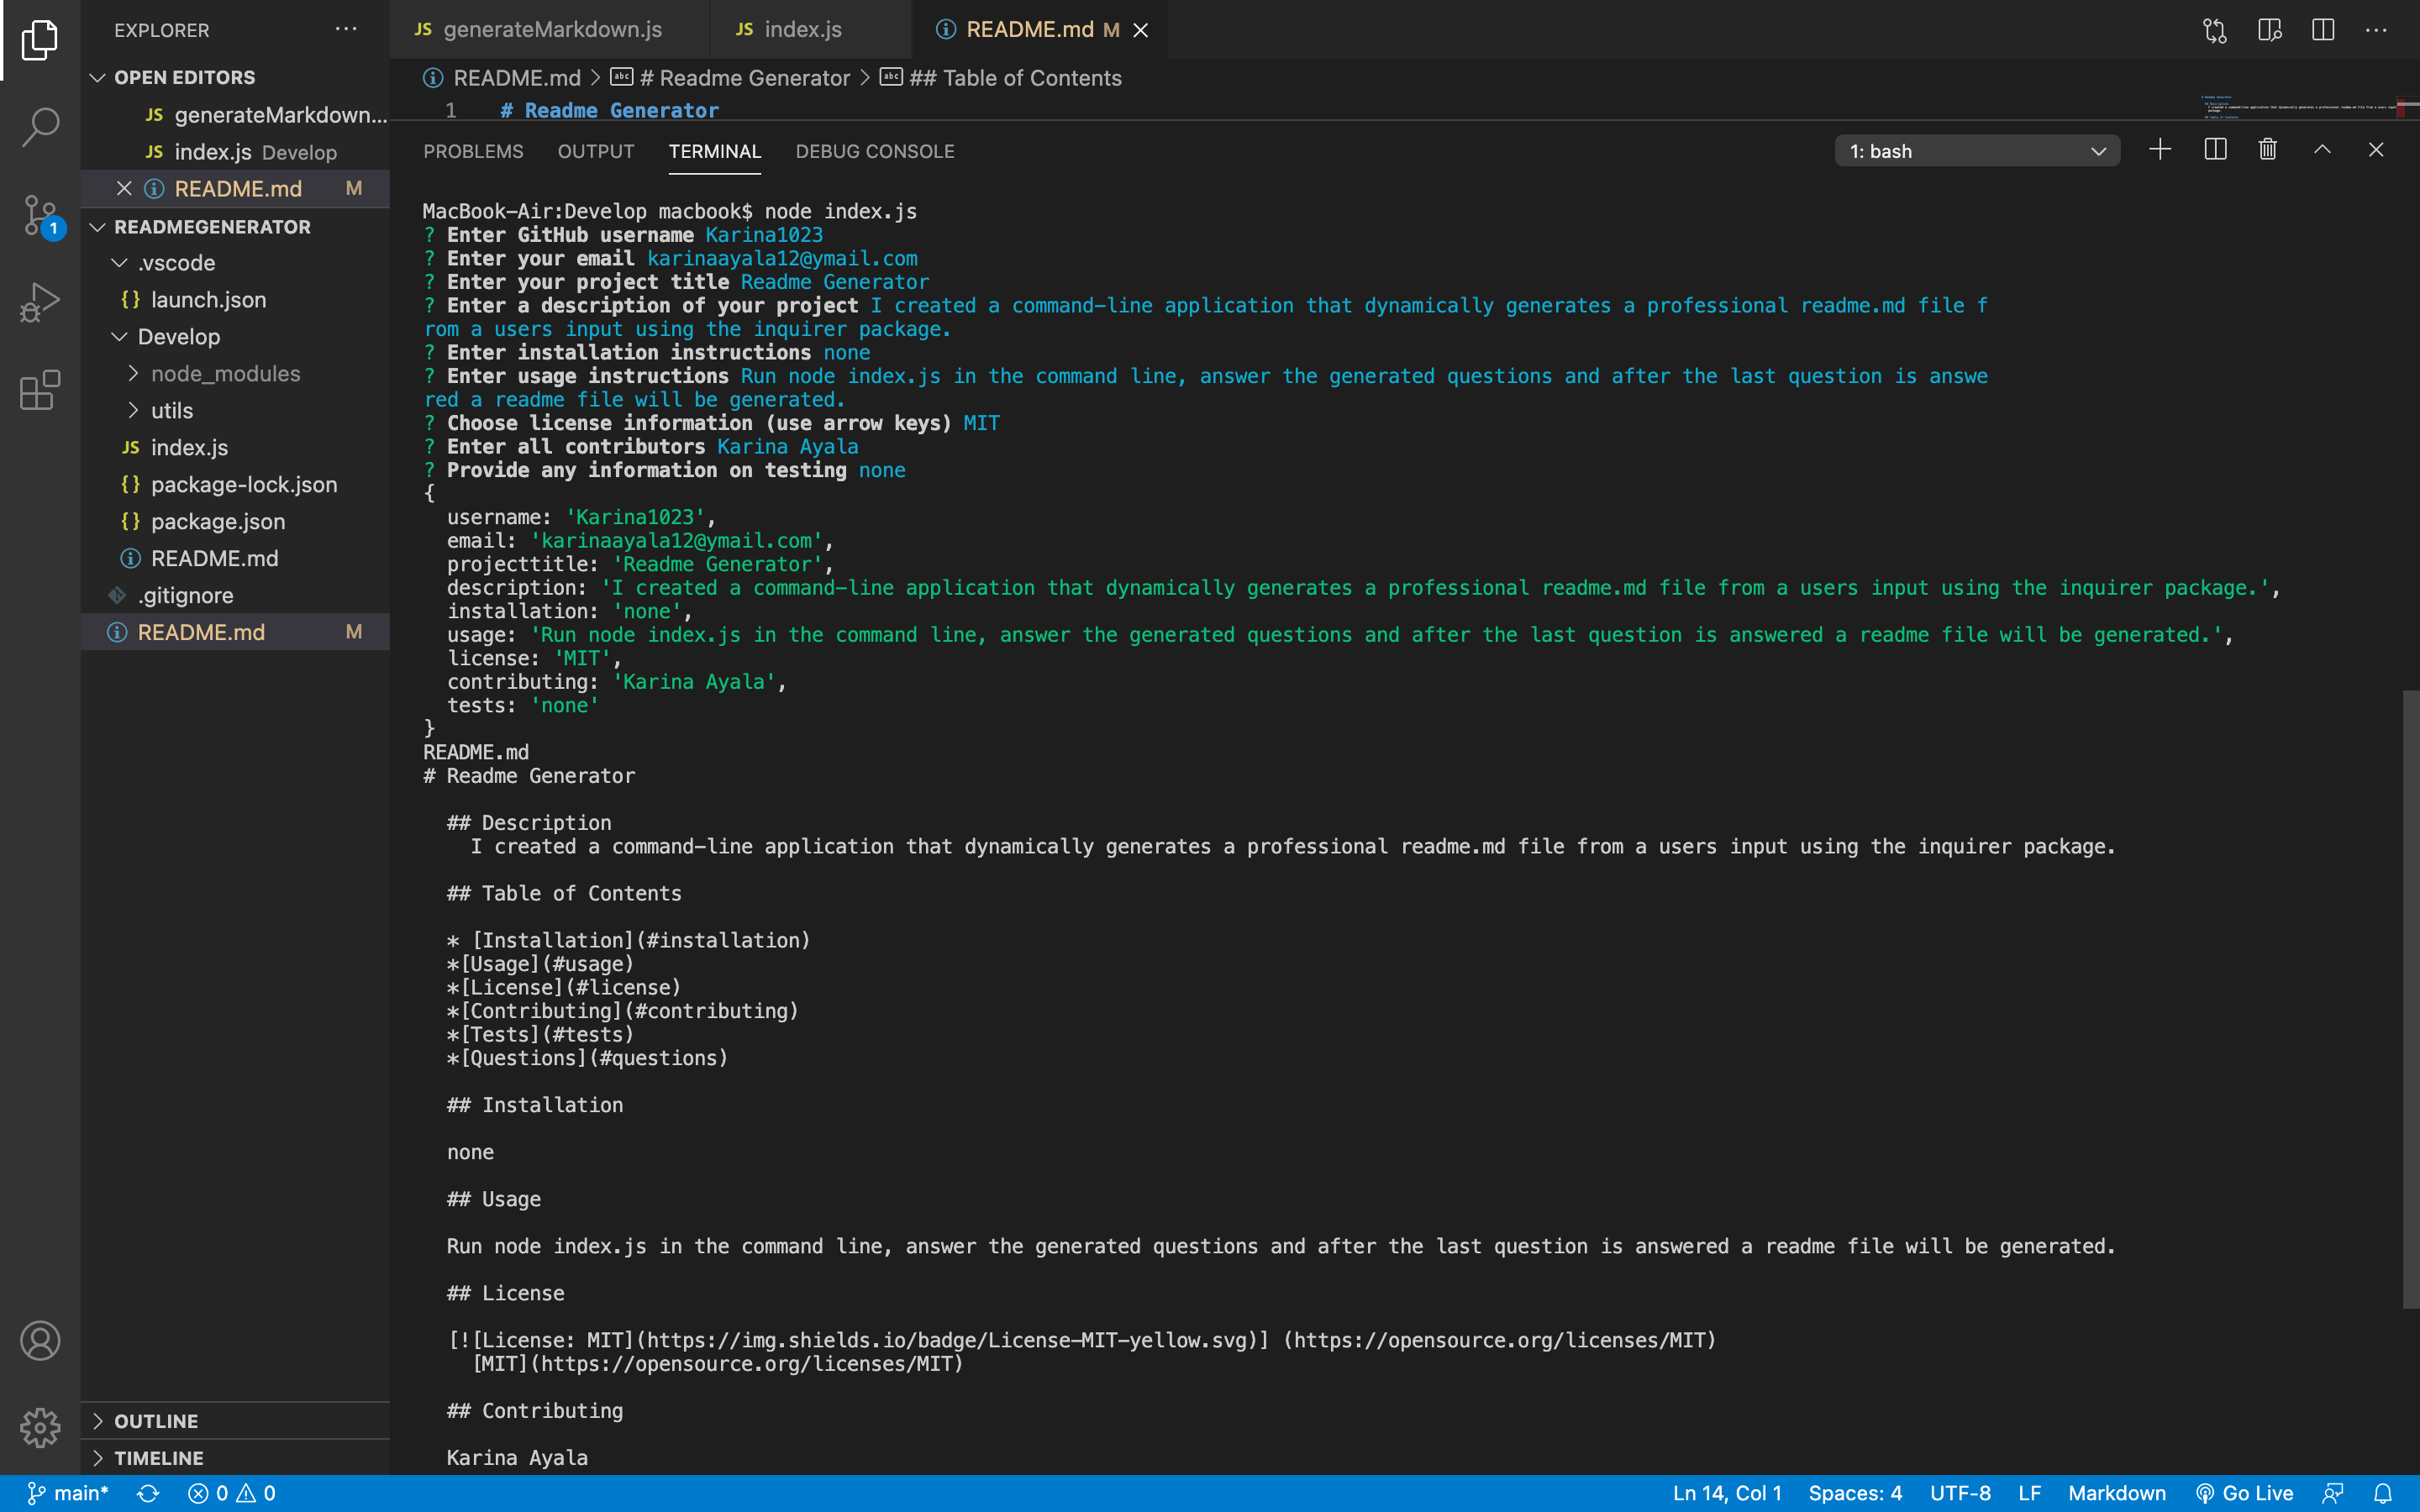 EXPLORER
OPEN EDITORS
JS generateMarkdown...
JS index.js Develop
README.md M
READMEGENERATOR
.vscode
{} launch.json
Develop
node_modules
utils
JS index.js
{} package-lock.json
{} package.json
README.md
.gitignore
README.md M
OUTLINE
TIMELINE
1
JS generateMarkdown.js JS index.js README.md M
README.md > # Readme Generator > ## Table of Contents
1 # Readme Generator
PROBLEMS OUTPUT TERMINAL DEBUG CONSOLE 1: bash
MacBook-Air:Develop macbook$ node index.js
? Enter GitHub username Karina1023
? Enter your email karinaayala12@ymail.com
? Enter your project title Readme Generator
? Enter a description of your project I created a command-line application that dynamically generates a professional readme.md file f
rom a users input using the inquirer package.
? Enter installation instructions none
? Enter usage instructions Run node index.js in the command line, answer the generated questions and after the last question is answe
red a readme file will be generated.
? Choose license information (use arrow keys) MIT
? Enter all contributors Karina Ayala
? Provide any information on testing none
{
  username: 'Karina1023',
  email: 'karinaayala12@ymail.com',
  projecttitle: 'Readme Generator',
  description: 'I created a command-line application that dynamically generates a professional readme.md file from a users input using the inquirer package.',
  installation: 'none',
  usage: 'Run node index.js in the command line, answer the generated questions and after the last question is answered a readme file will be generated.',
  license: 'MIT',
  contributing: 'Karina Ayala',
  tests: 'none'
}
README.md
# Readme Generator
  ## Description
    I created a command-line application that dynamically generates a professional readme.md file from a users input using the inquirer package.
  ## Table of Contents
  * [Installation](#installation)
  *[Usage](#usage)
  *[License](#license)
  *[Contributing](#contributing)
  *[Tests](#tests)
  *[Questions](#questions)
  ## Installation
  none
  ## Usage
  Run node index.js in the command line, answer the generated questions and after the last question is answered a readme file will be generated.
  ## License
  [![License: MIT](https://img.shields.io/badge/License-MIT-yellow.svg)] (https://opensource.org/licenses/MIT)
    [MIT](https://opensource.org/licenses/MIT)
  ## Contributing
  Karina Ayala
main* 0 0 Ln 14, Col 1 Spaces: 4 UTF-8 LF Markdown Go Live